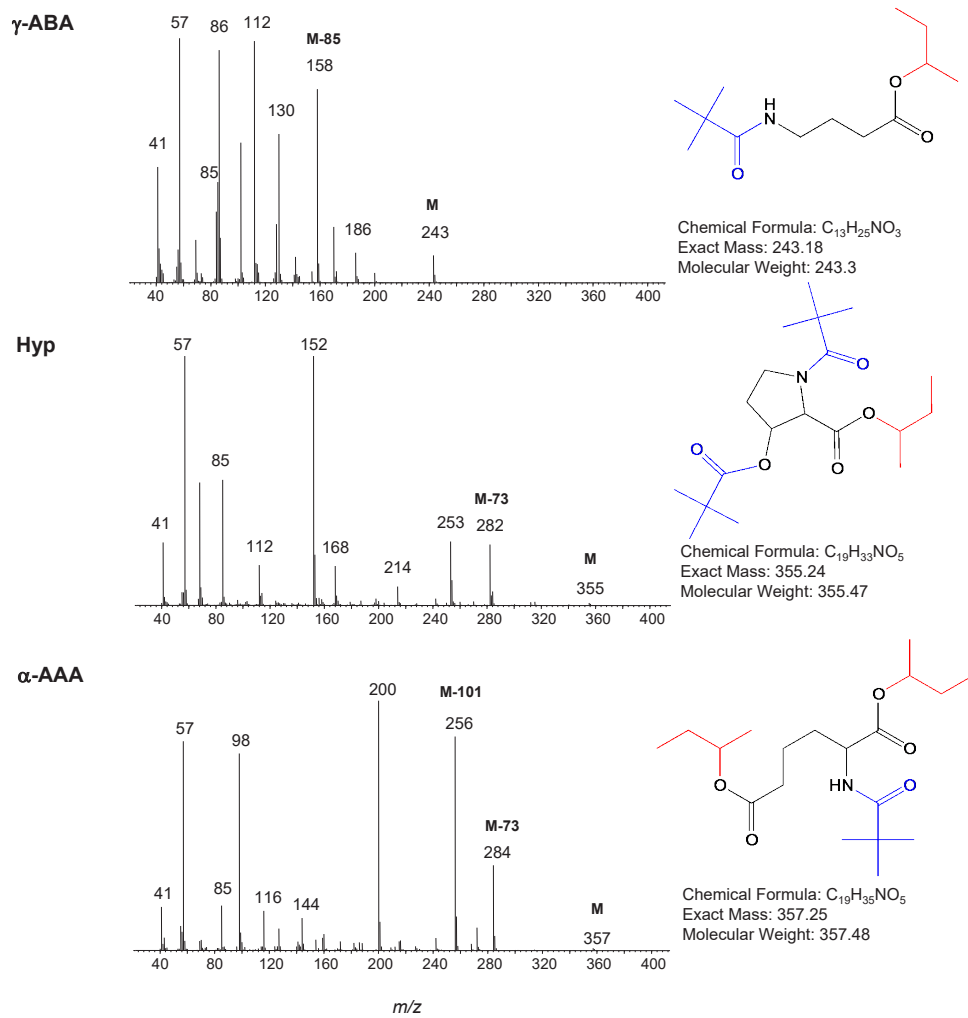 γ-ABA
57
86
112
M-85
158
130
41
85
M
243
186
40
80
120
160
200
240
280
320
360
400
O
H
N
O
O
Chemical Formula: C₁₃H₂₅NO₃
Exact Mass: 243.18
Molecular Weight: 243.3
Hyp
57
152
85
41
112
168
214
253
M-73
282
M
355
40
80
120
160
200
240
280
320
360
400
N
O
O
O
O
O
Chemical Formula: C₁₉H₃₃NO₅
Exact Mass: 355.24
Molecular Weight: 355.47
α-AAA
57
98
200
M-101
256
M-73
284
41
85
116
144
M
357
40
80
120
160
200
240
280
320
360
400
m/z
O
O
O
HN
O
O
Chemical Formula: C₁₉H₃₅NO₅
Exact Mass: 357.25
Molecular Weight: 357.48